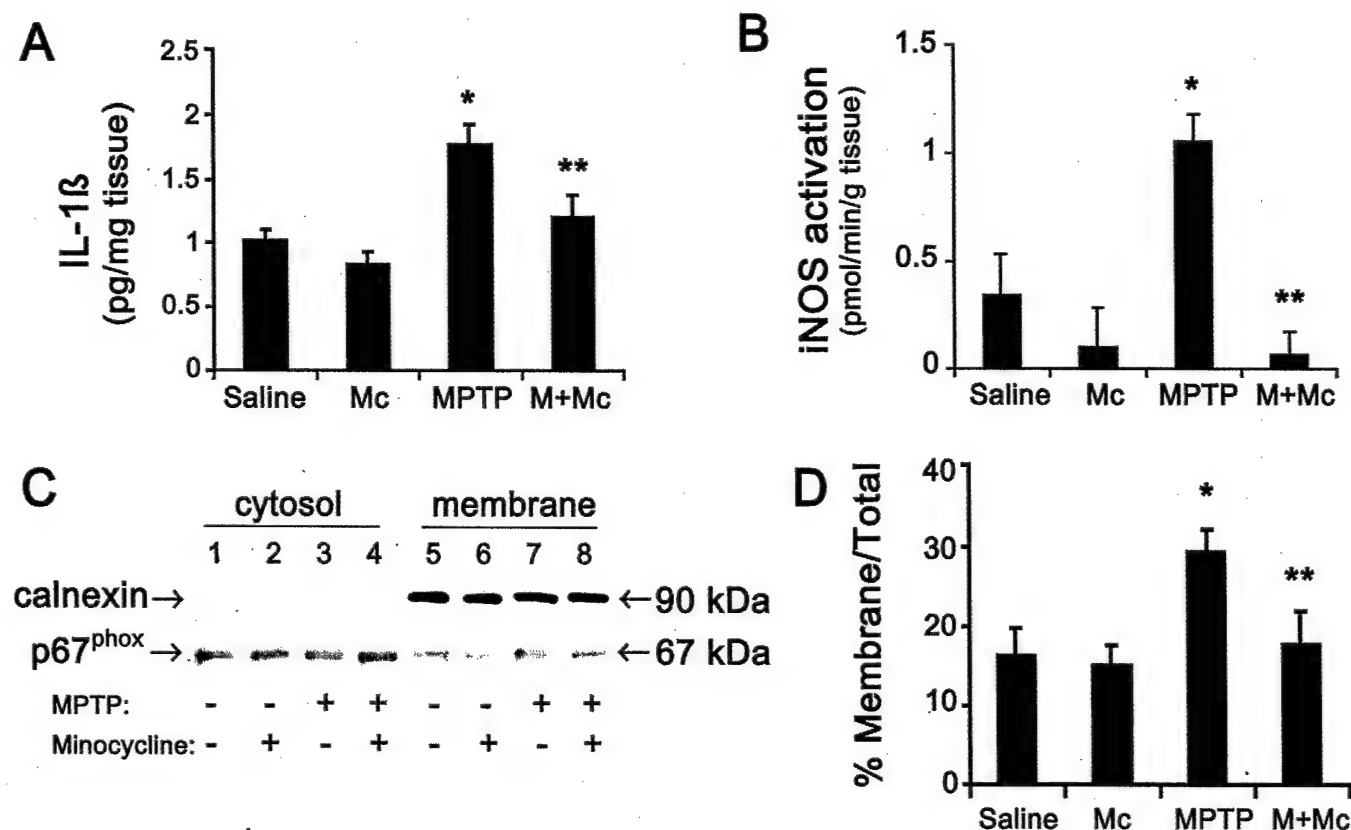 A
IL-1ß
(pg/mg tissue)
2.5
2
1.5
1
0.5
0
*
**
Saline Mc MPTP M+Mc
B
iNOS activation
(pmol/min/g tissue)
1.5
1
0.5
0
*
**
Saline Mc MPTP M+Mc
C
cytosol membrane
1 2 3 4 5 6 7 8
calnexin→ ←90 kDa
p67phox→ ←67 kDa
MPTP: - - + + - - + +
Minocycline: - + - + - + - +
D
% Membrane/Total
40
30
20
10
0
*
**
Saline Mc MPTP M+Mc